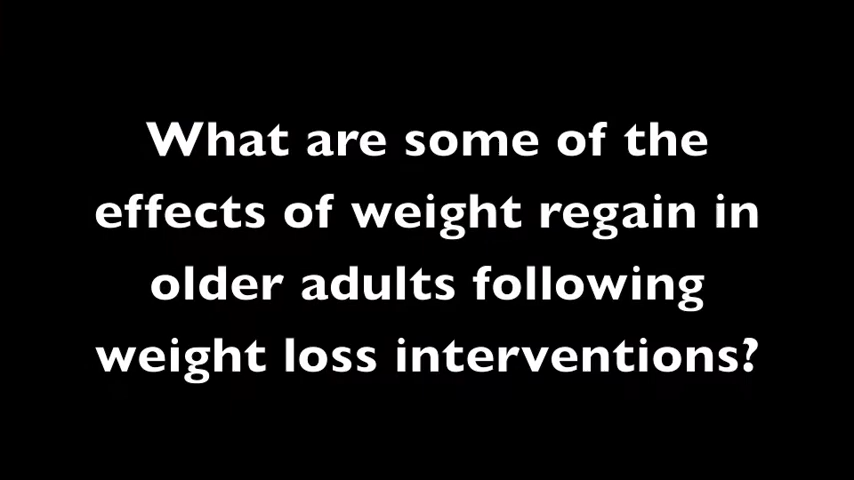 What are some of the
effects of weight regain in
older adults following
weight loss interventions?